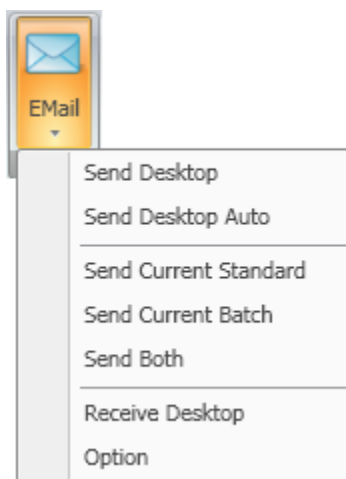 EMail
Send Desktop
Send Desktop Auto
Send Current Standard
Send Current Batch
Send Both
Receive Desktop
Option